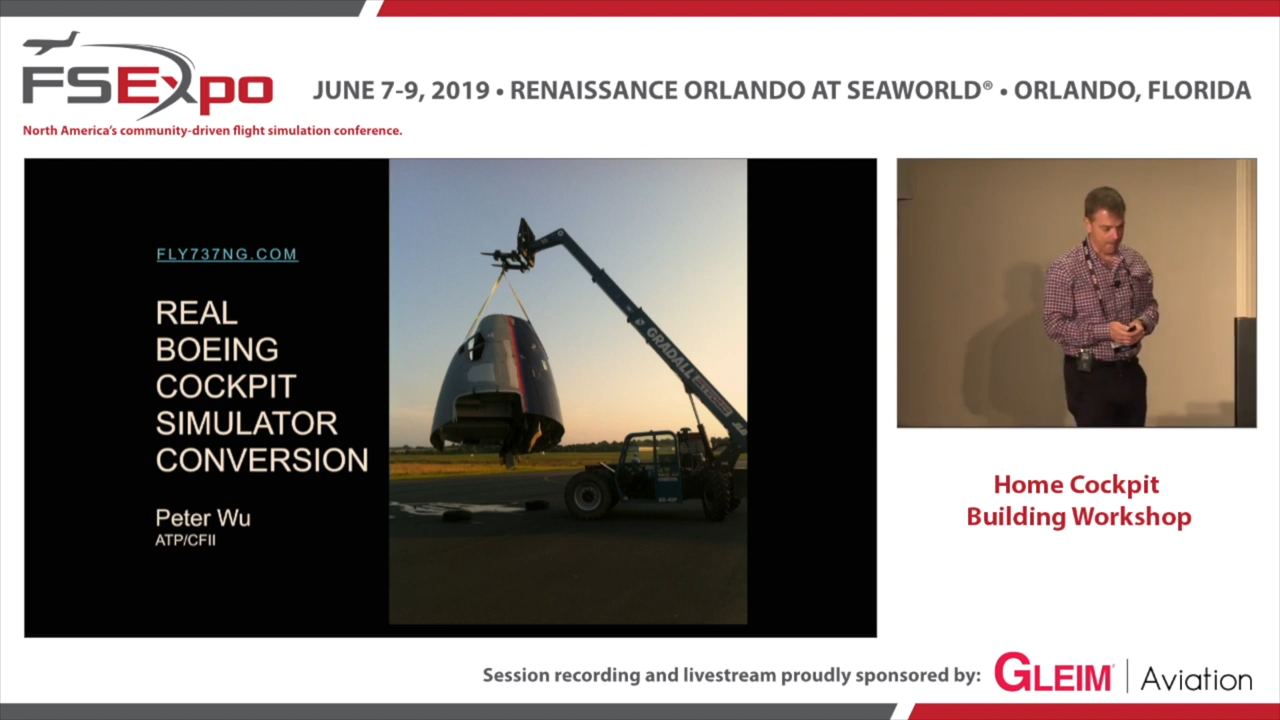 FSExpo
JUNE 7-9, 2019 • RENAISSANCE ORLANDO AT SEAWORLD® • ORLANDO, FLORIDA
North America's community-driven flight simulation conference.
FLY737NG.COM
REAL
BOEING
COCKPIT
SIMULATOR
CONVERSION
Peter Wu
ATP/CFII
GRADALL
Home Cockpit
Building Workshop
Session recording and livestream proudly sponsored by:
GLEIM | Aviation